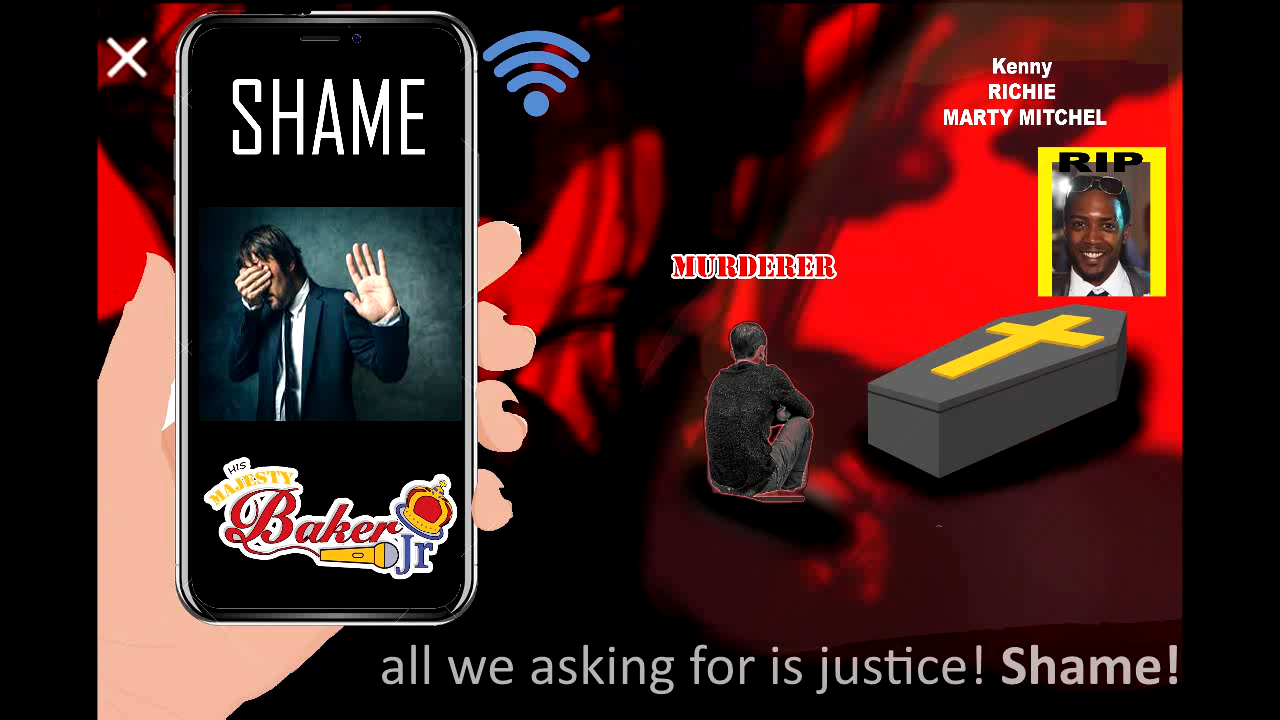 SHAME
HIS
MAJESTY
Baker
Jr
Kenny
RICHIE
MARTY MITCHEL
RIP
MURDERER
all we asking for is justice! Shame!